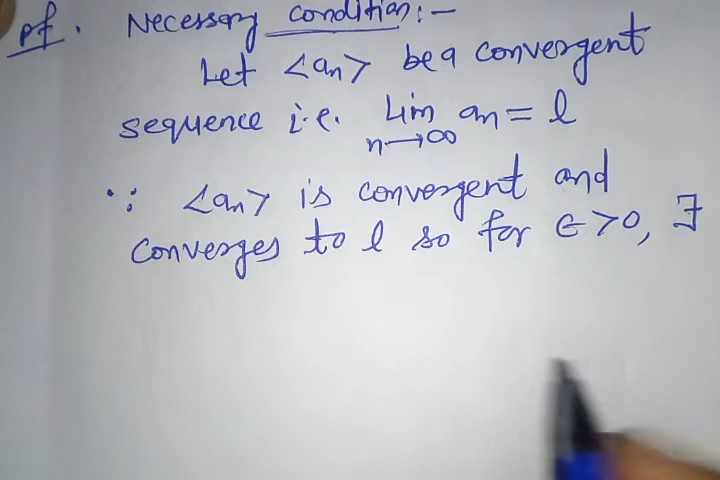 pf. Necessary condition:-
Let <an> be a convergent
sequence i.e. Lim an = l
n→∞
∵ <an> is convergent and
converges to l so for ϵ>0, ∃